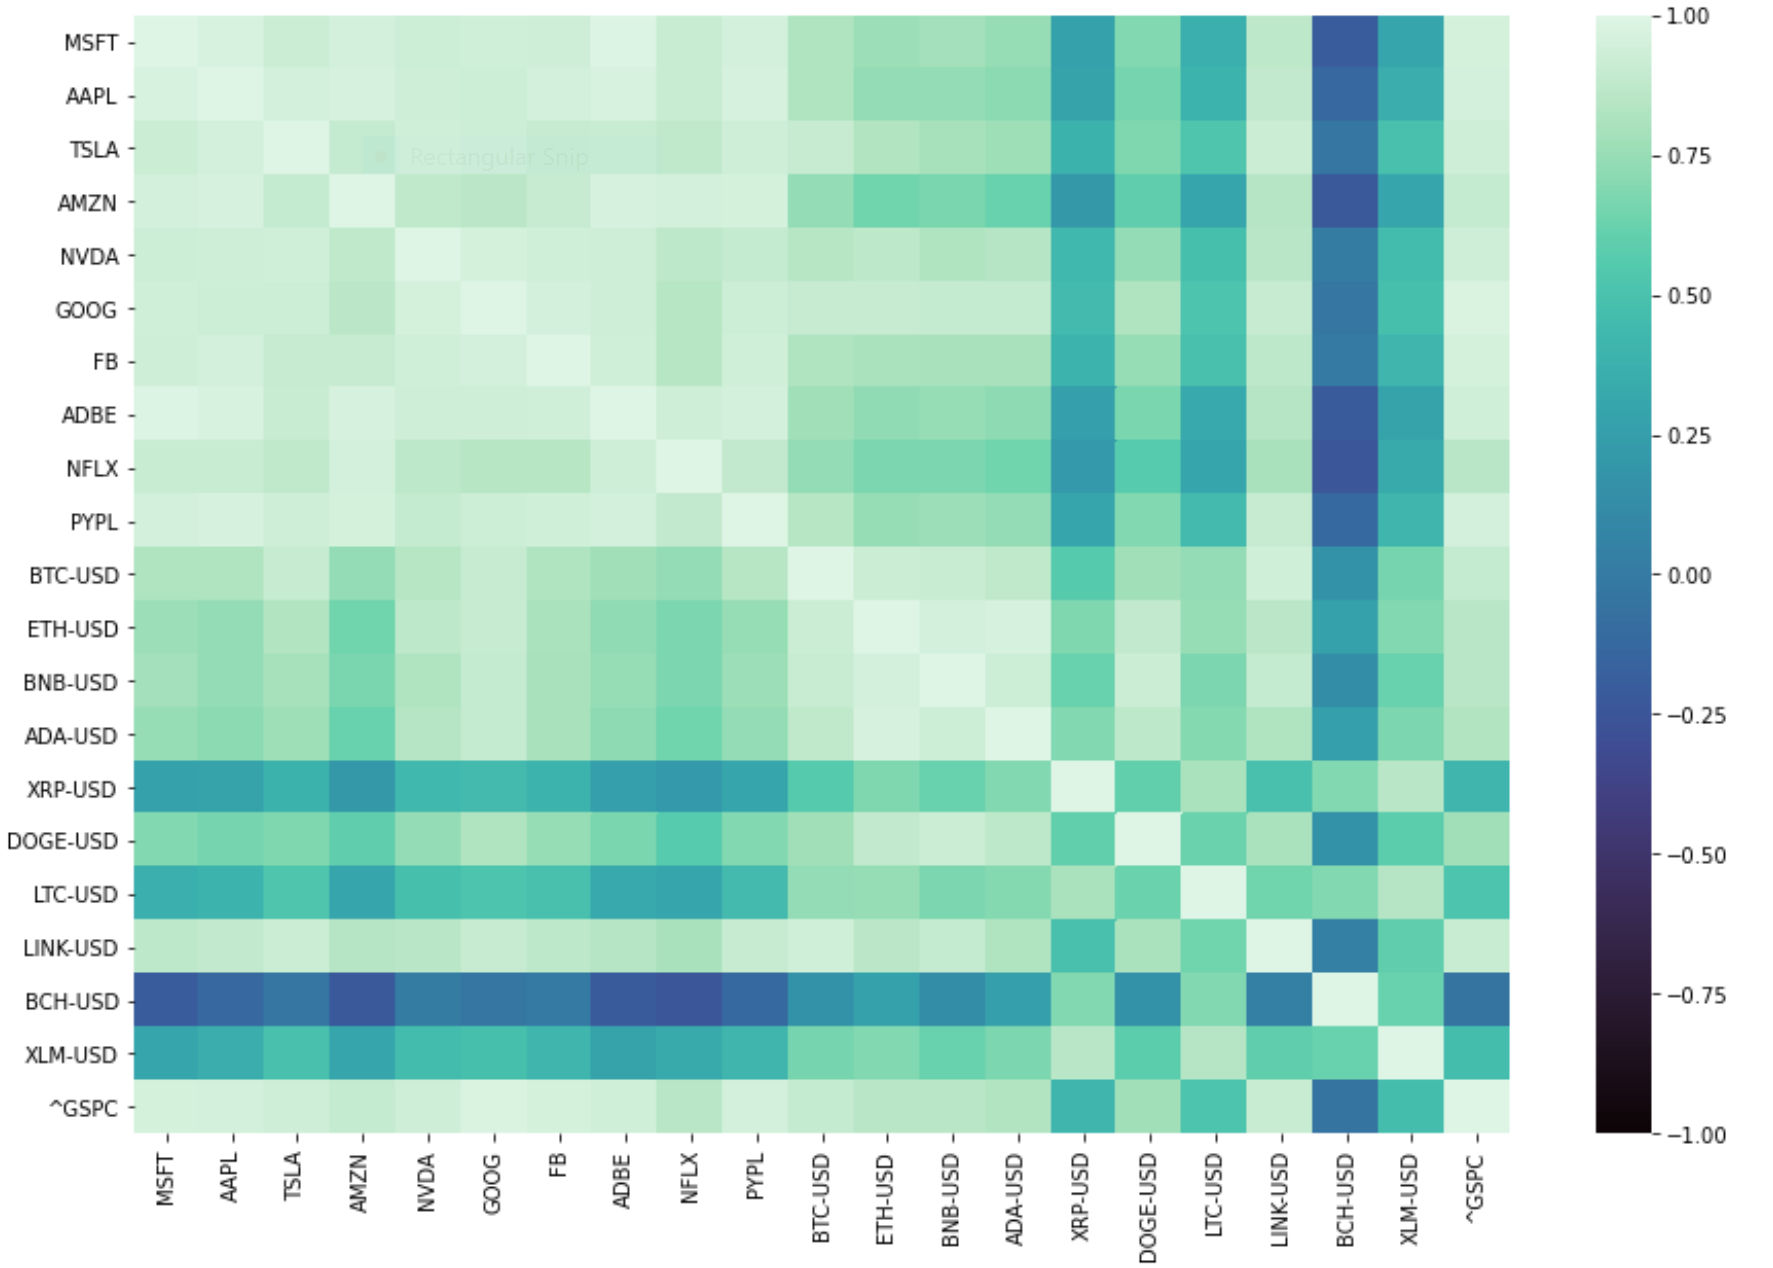 MSFT
AAPL
TSLA
AMZN
NVDA
GOOG
FB
ADBE
NFLX
PYPL
BTC-USD
ETH-USD
BNB-USD
ADA-USD
XRP-USD
DOGE-USD
LTC-USD
LINK-USD
BCH-USD
XLM-USD
^GSPC
Rectangular Snip
MSFT
AAPL
TSLA
AMZN
NVDA
GOOG
FB
ADBE
NFLX
PYPL
BTC-USD
ETH-USD
BNB-USD
ADA-USD
XRP-USD
DOGE-USD
LTC-USD
LINK-USD
BCH-USD
XLM-USD
^GSPC
1.00
0.75
0.50
0.25
0.00
−0.25
−0.50
−0.75
−1.00